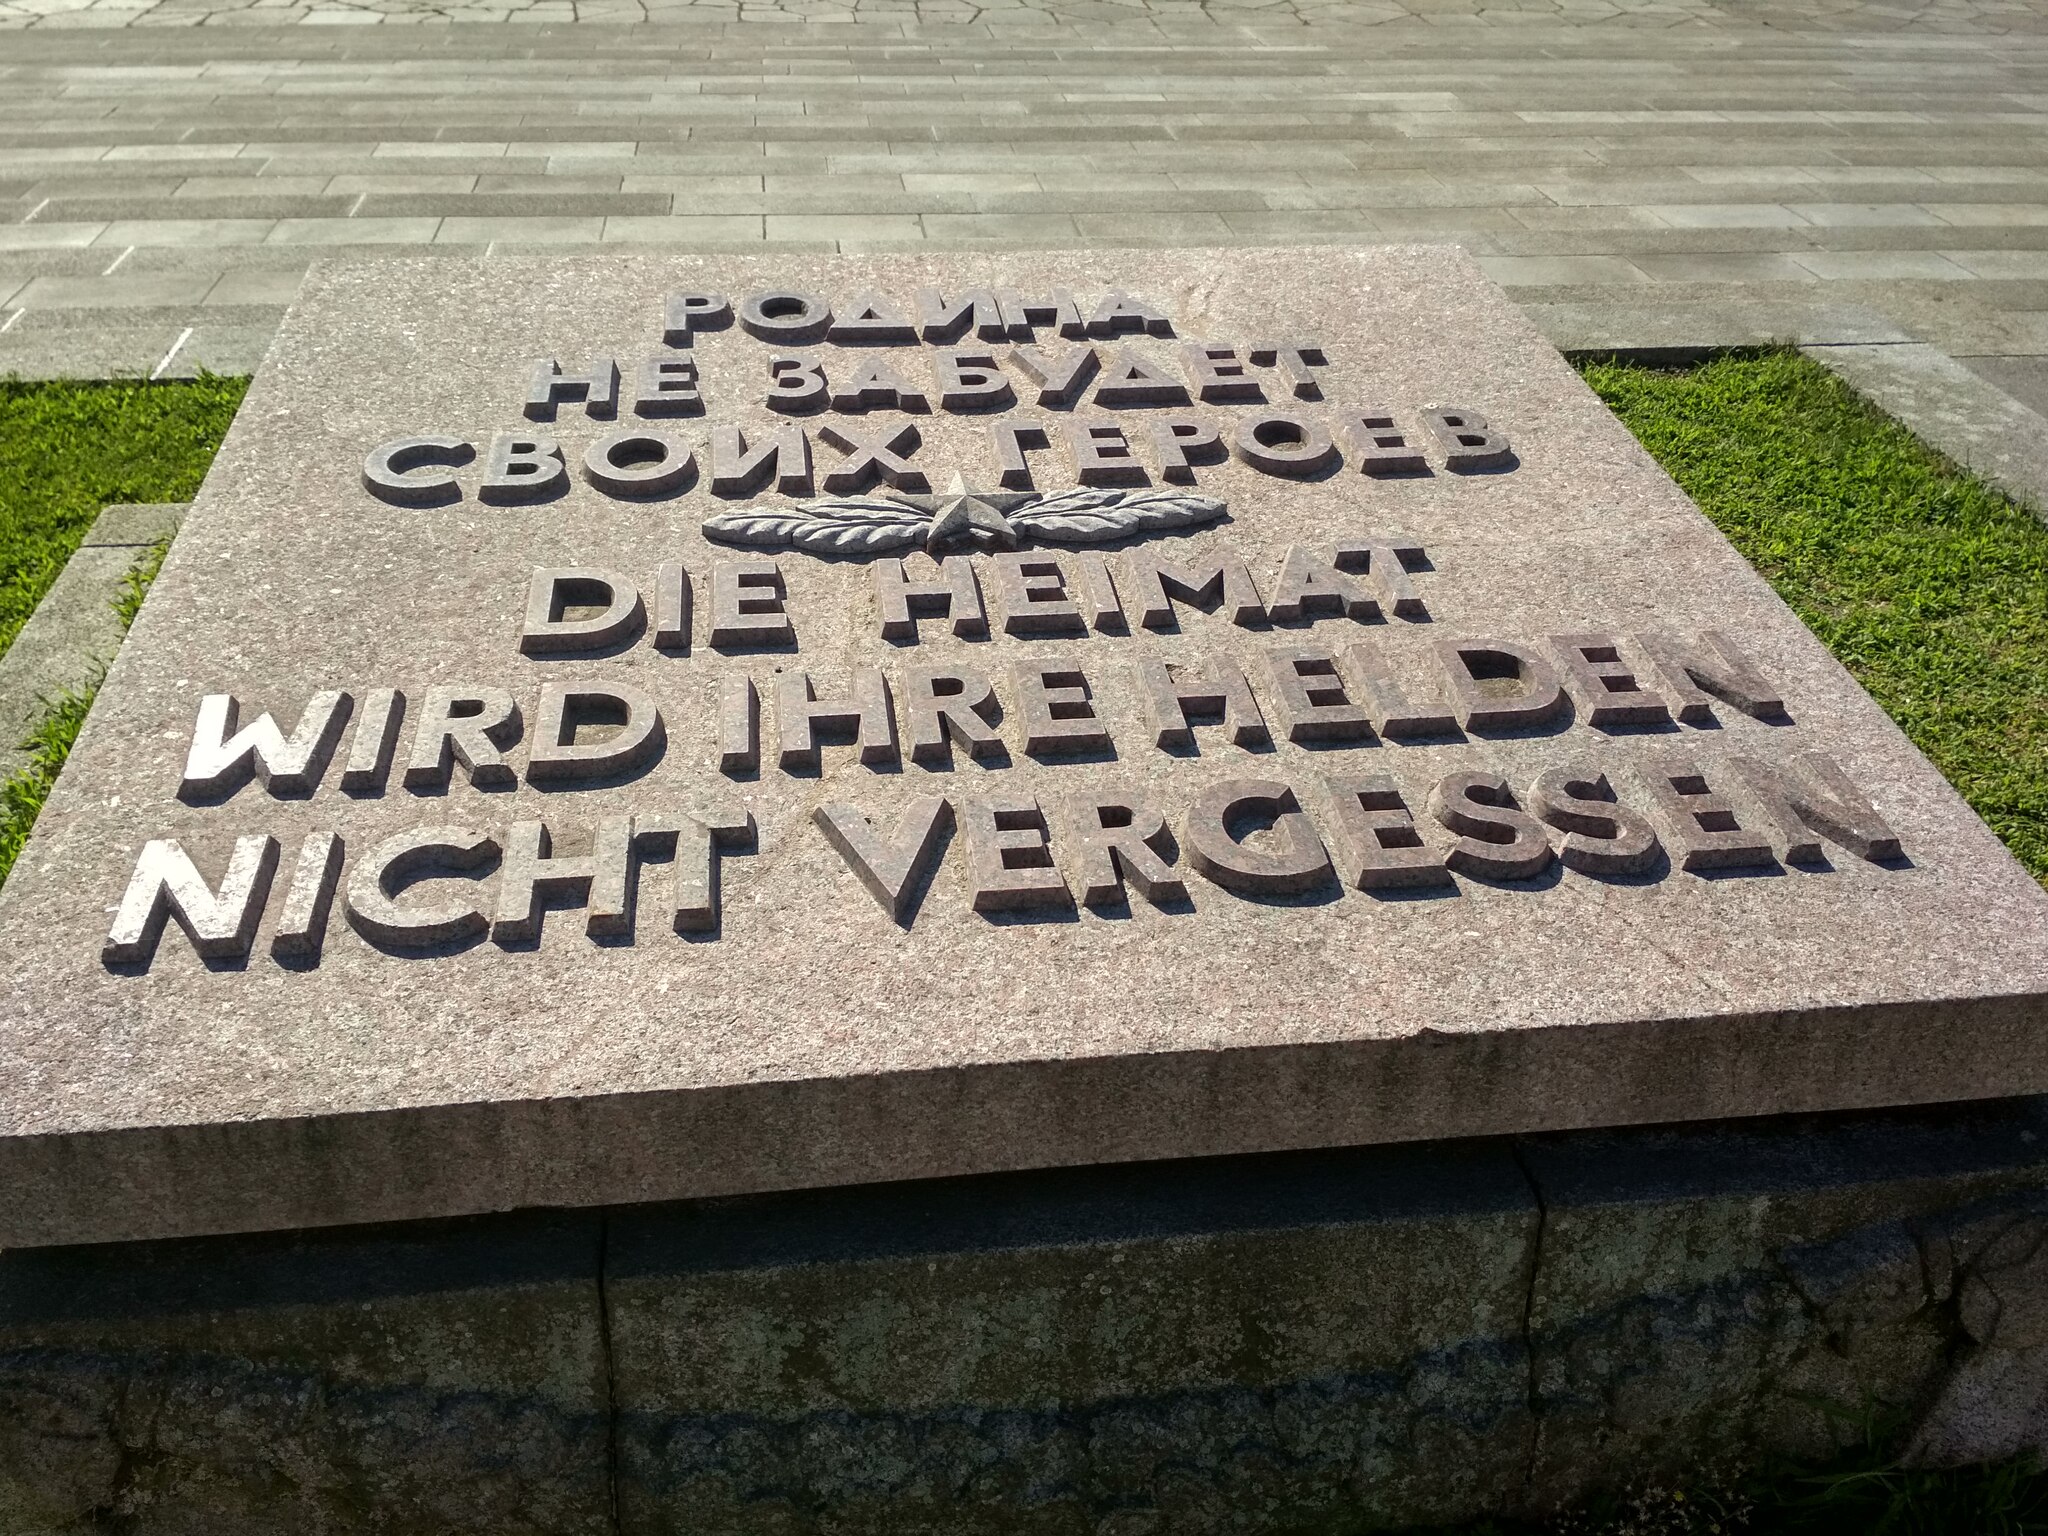 РОДИНА
НЕ ЗАБУДЕТ
СВОИХ ГЕРОЕВ
DIE HEIMAT
WIRD IHRE HELDEN
NICHT VERGESSEN